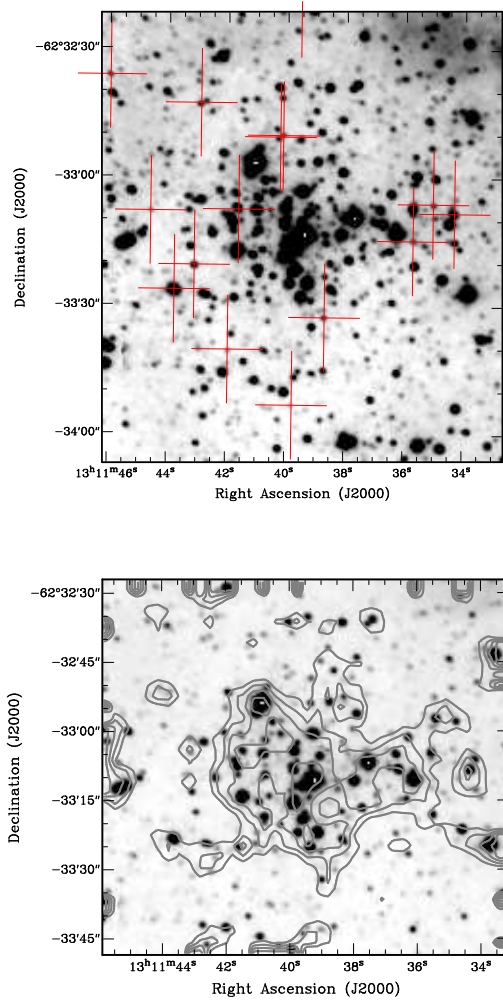 Declination (J2000)
−62°32'30"
−33'00"
−33'30"
−34'00"
13ʰ11ᵐ46ˢ 44ˢ 42ˢ 40ˢ 38ˢ 36ˢ 34ˢ
Right Ascension (J2000)
Declination (J2000)
−62°32'30"
−32'45"
−33'00"
−33'15"
−33'30"
−33'45"
13ʰ11ᵐ44ˢ 42ˢ 40ˢ 38ˢ 36ˢ 34ˢ
Right Ascension (J2000)